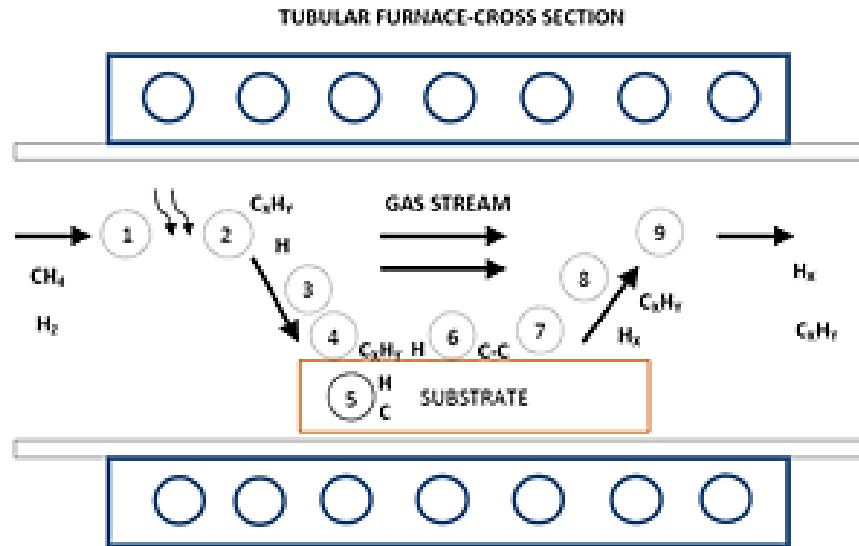 TUBULAR FURNACE-CROSS SECTION
CₓHᵧ
GAS STREAM
1
2
9
H
CH₄
3
8
Hₓ
CₓHᵧ
H₂
4
CₓHᵧ H
6
C-C
7
Hₓ
CₓHᵧ
5
H
C
SUBSTRATE